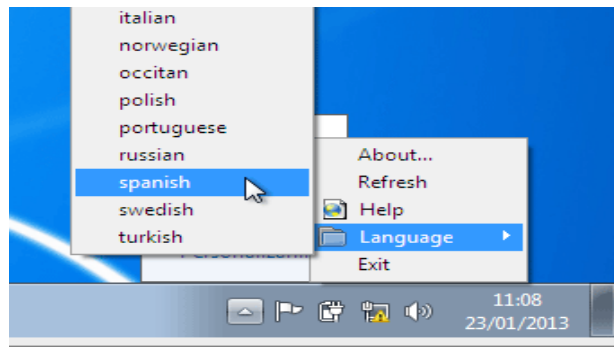 italian
norwegian
occitan
polish
portuguese
russian
spanish
swedish
turkish
About...
Refresh
Help
Language
Exit
11:08
23/01/2013